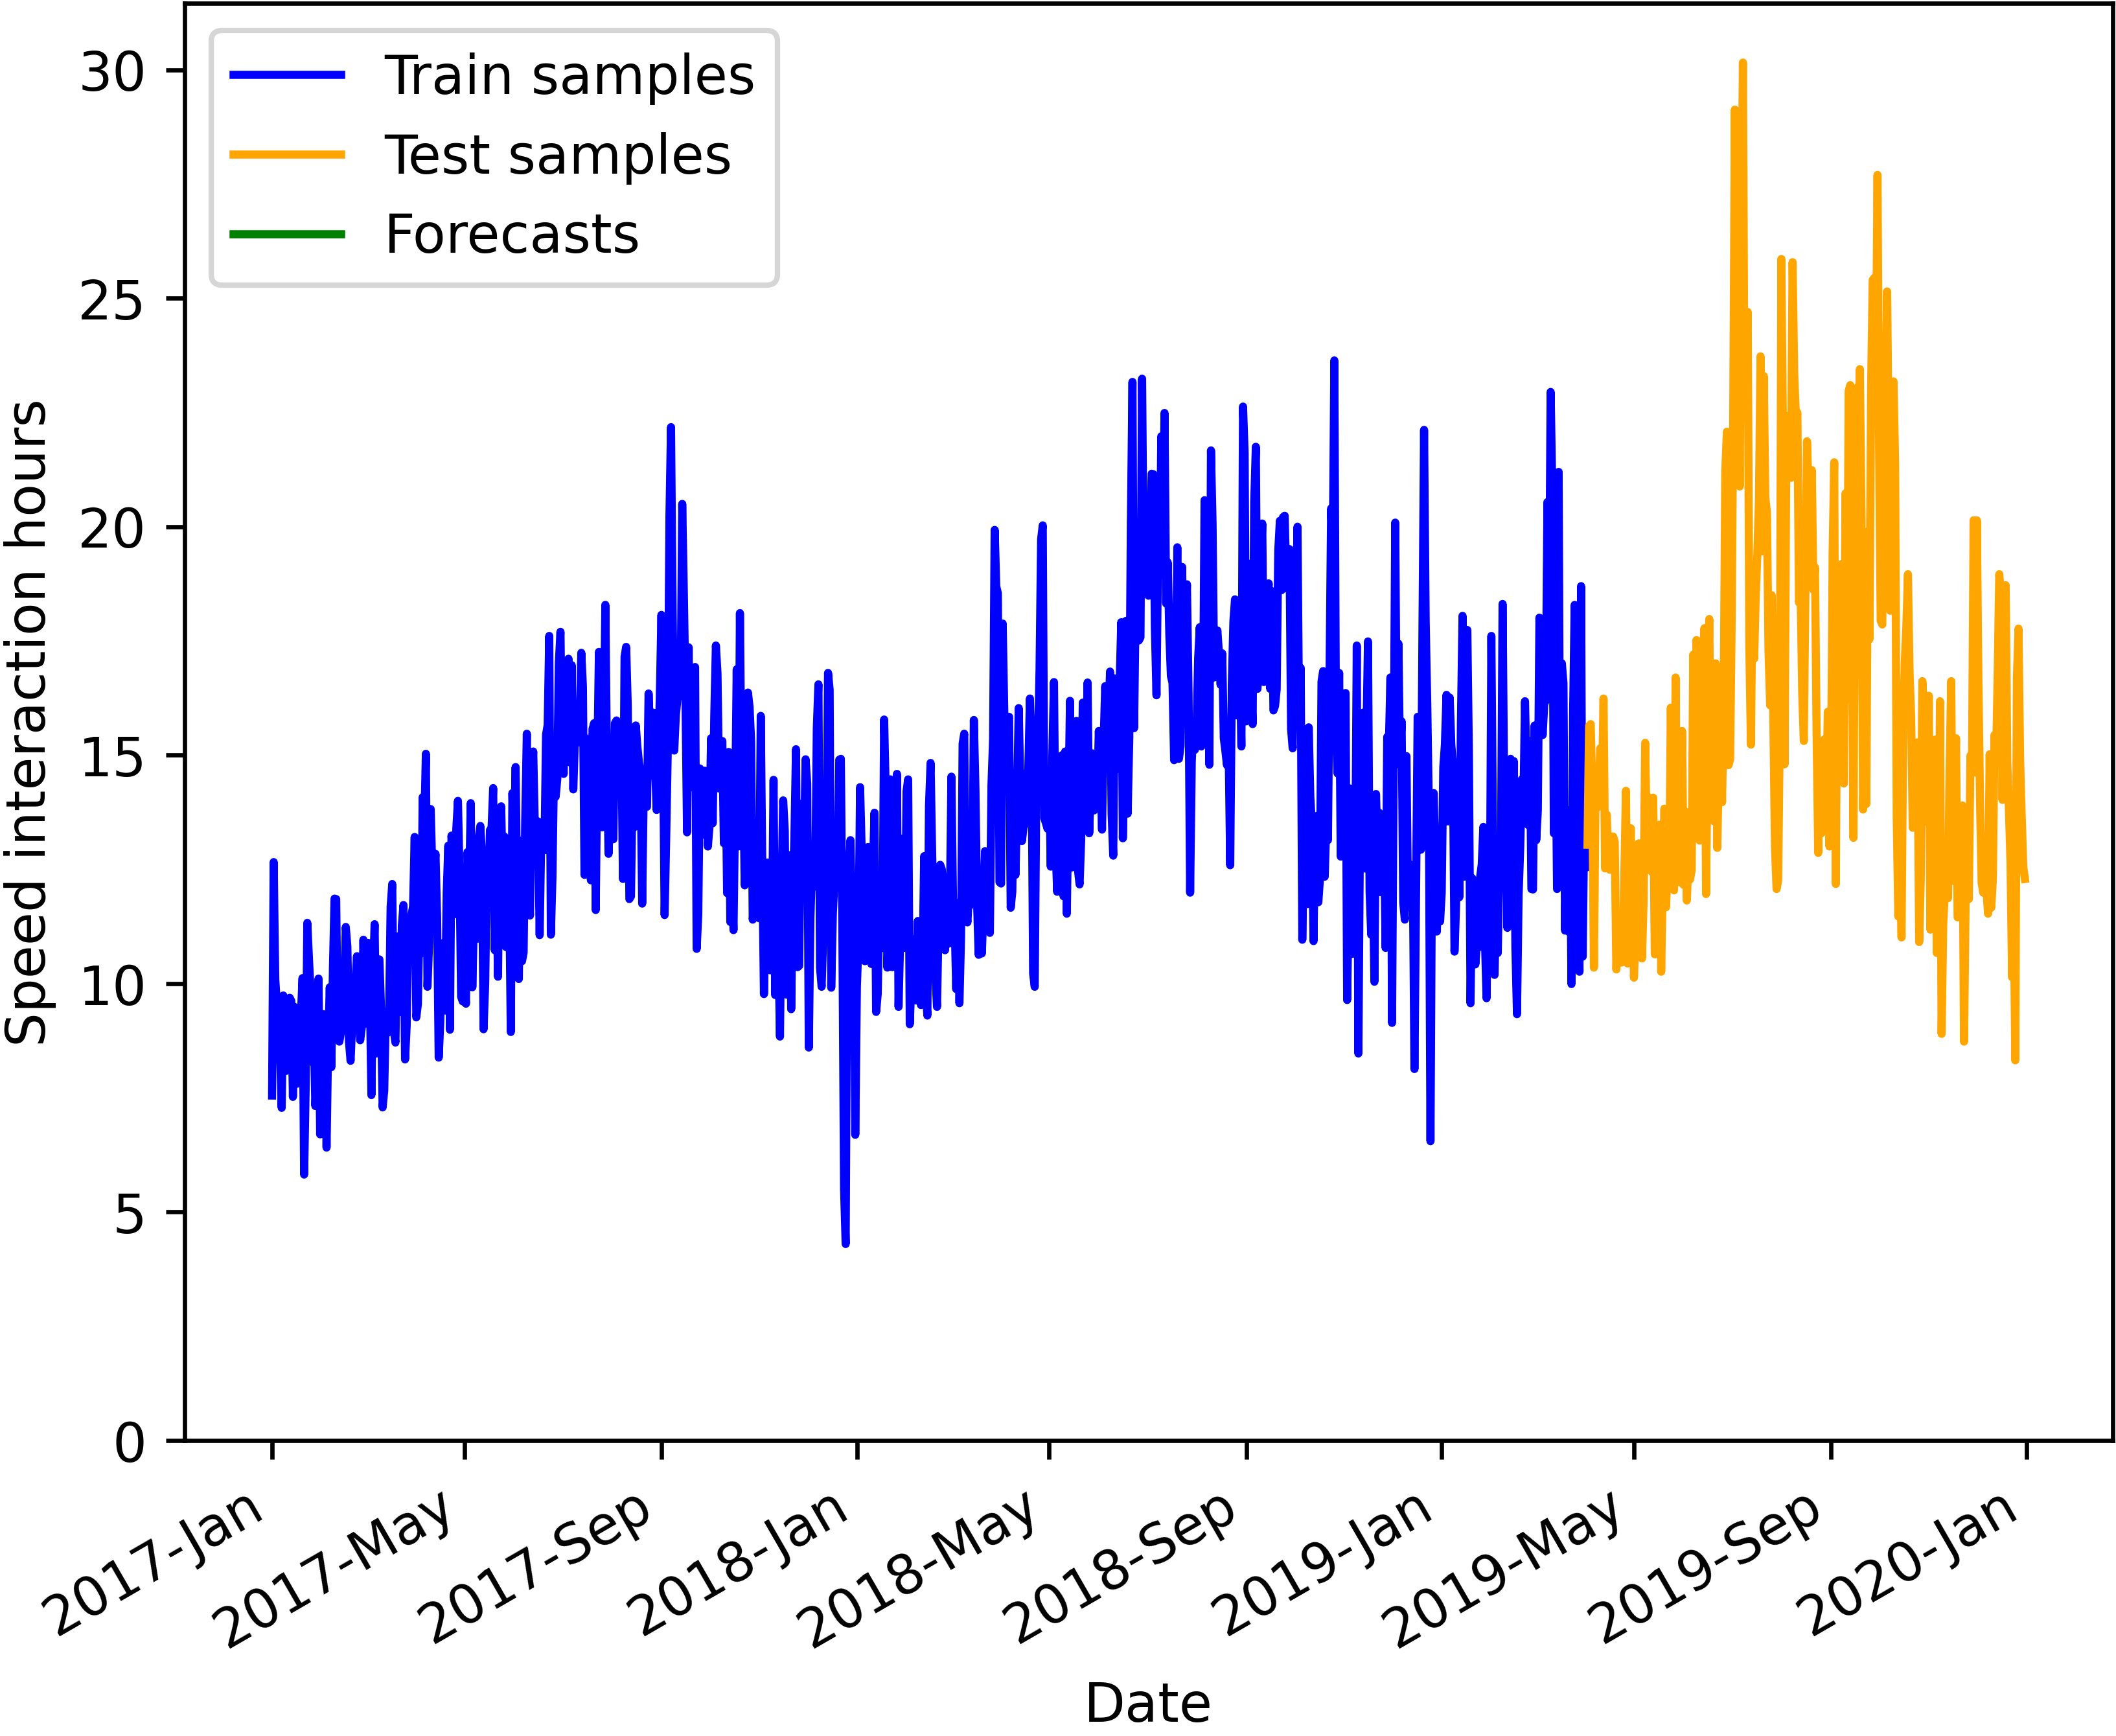 30
25
20
15
10
5
0
Speed interaction hours
Train samples
Test samples
Forecasts
2017-Jan
2017-May
2017-Sep
2018-Jan
2018-May
2018-Sep
2019-Jan
2019-May
2019-Sep
2020-Jan
Date